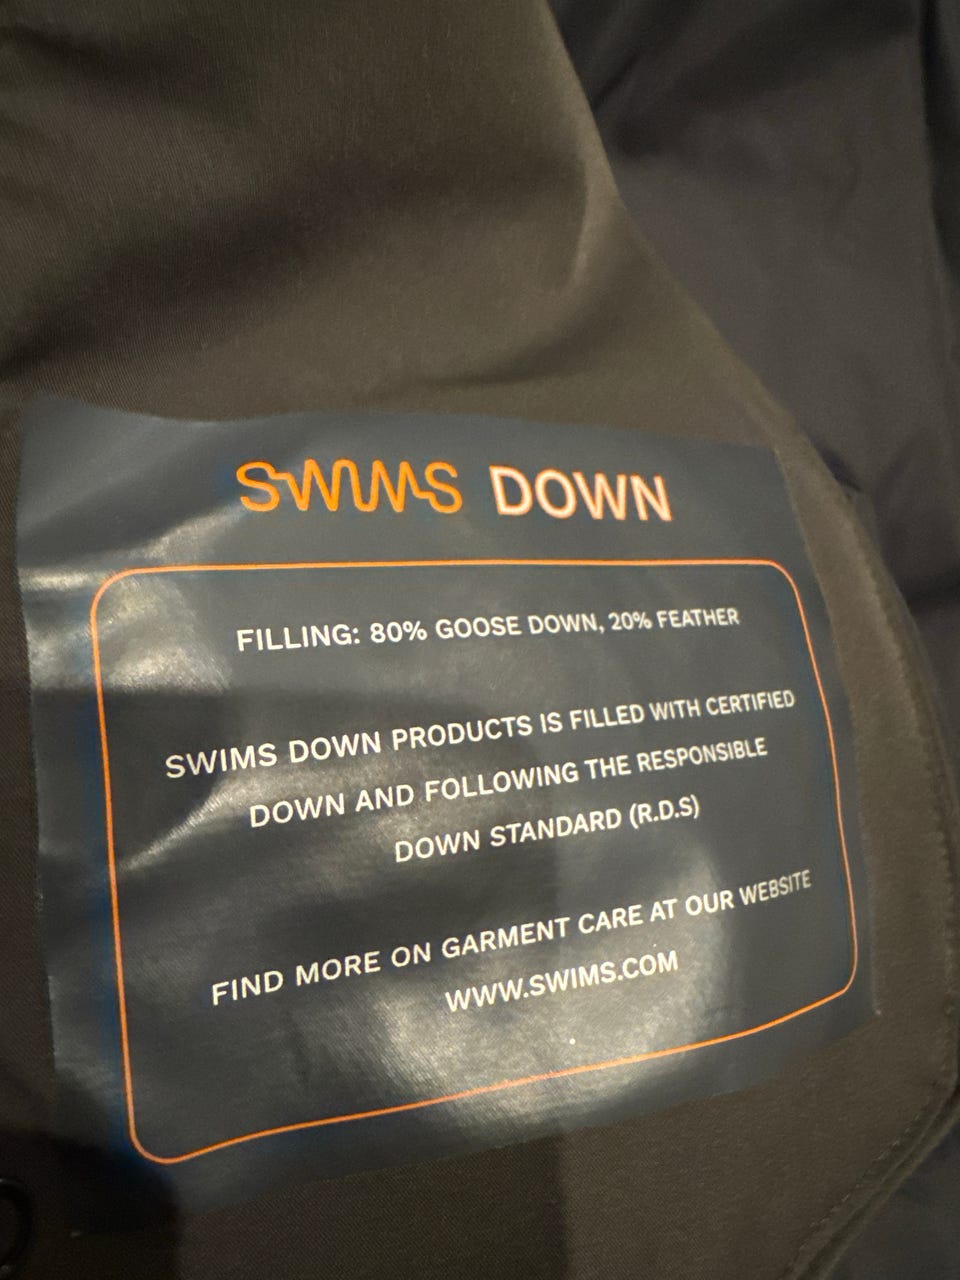 SWIMS DOWN
FILLING: 80% GOOSE DOWN, 20% FEATHER
SWIMS DOWN PRODUCTS IS FILLED WITH CERTIFIED
DOWN AND FOLLOWING THE RESPONSIBLE
DOWN STANDARD (R.D.S)
FIND MORE ON GARMENT CARE AT OUR WEBSITE
WWW.SWIMS.COM